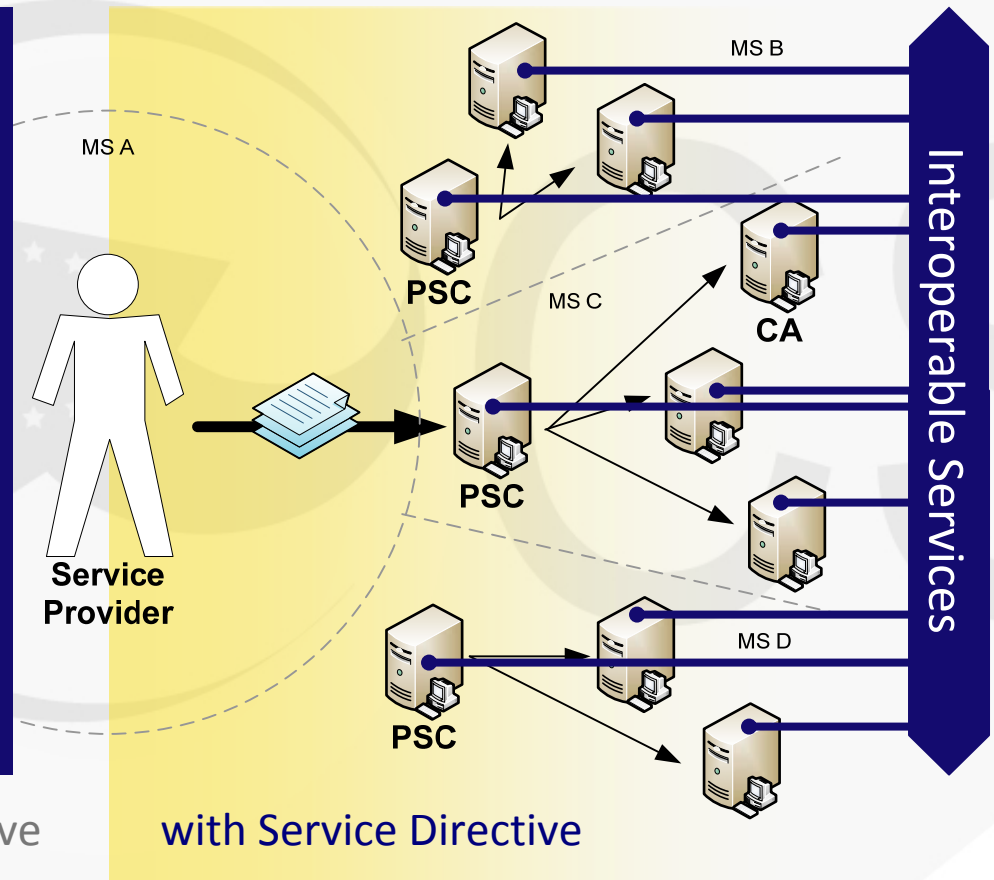 MS B
MS A
PSC
MS C
CA
PSC
Service
Provider
MS D
PSC
Interoperable Services
ve
with Service Directive